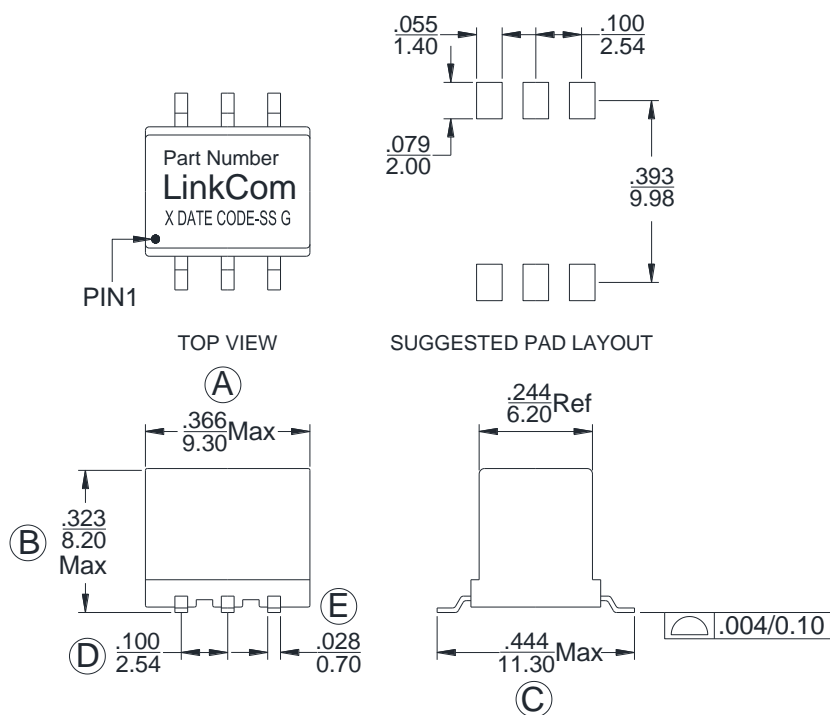 .055
1.40
.100
2.54
.079
2.00
.393
9.98
Part Number
LinkCom
X DATE CODE-SS G
PIN1
TOP VIEW
SUGGESTED PAD LAYOUT
A
.366
9.30
Max
.244
6.20
Ref
B
.323
8.20
Max
D
.100
2.54
E
.028
0.70
.444
11.30
Max
C
.004/0.10